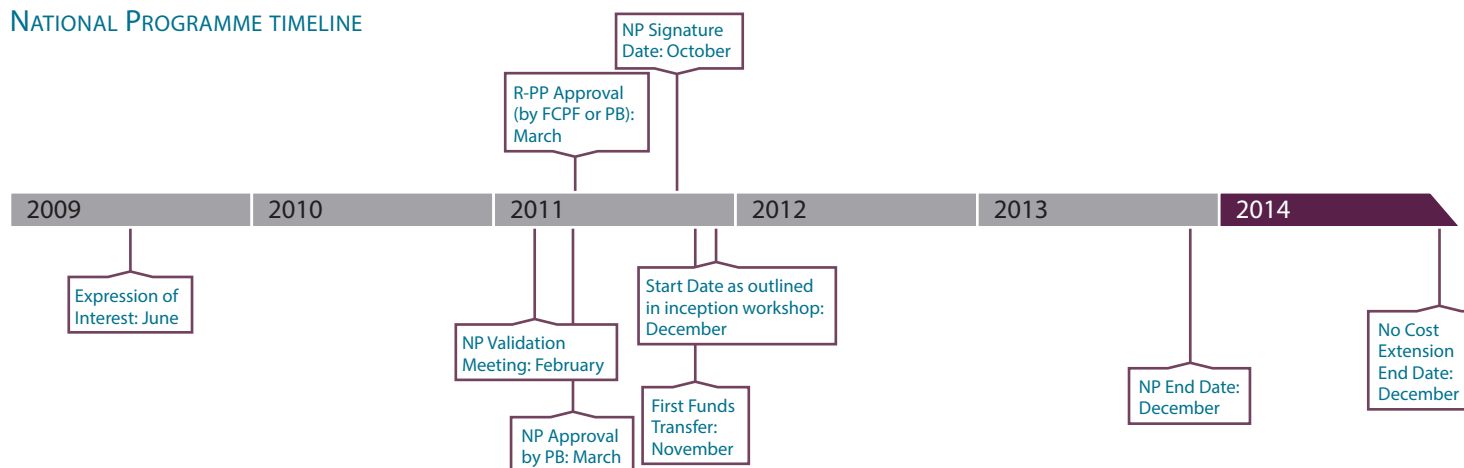 NATIONAL PROGRAMME TIMELINE
NP Signature
Date: October
R-PP Approval
(by FCPF or PB):
March
2009
2010
2011
2012
2013
2014
Expression of
Interest: June
NP Validation
Meeting: February
NP Approval
by PB: March
Start Date as outlined
in inception workshop:
December
First Funds
Transfer:
November
NP End Date:
December
No Cost
Extension
End Date:
December